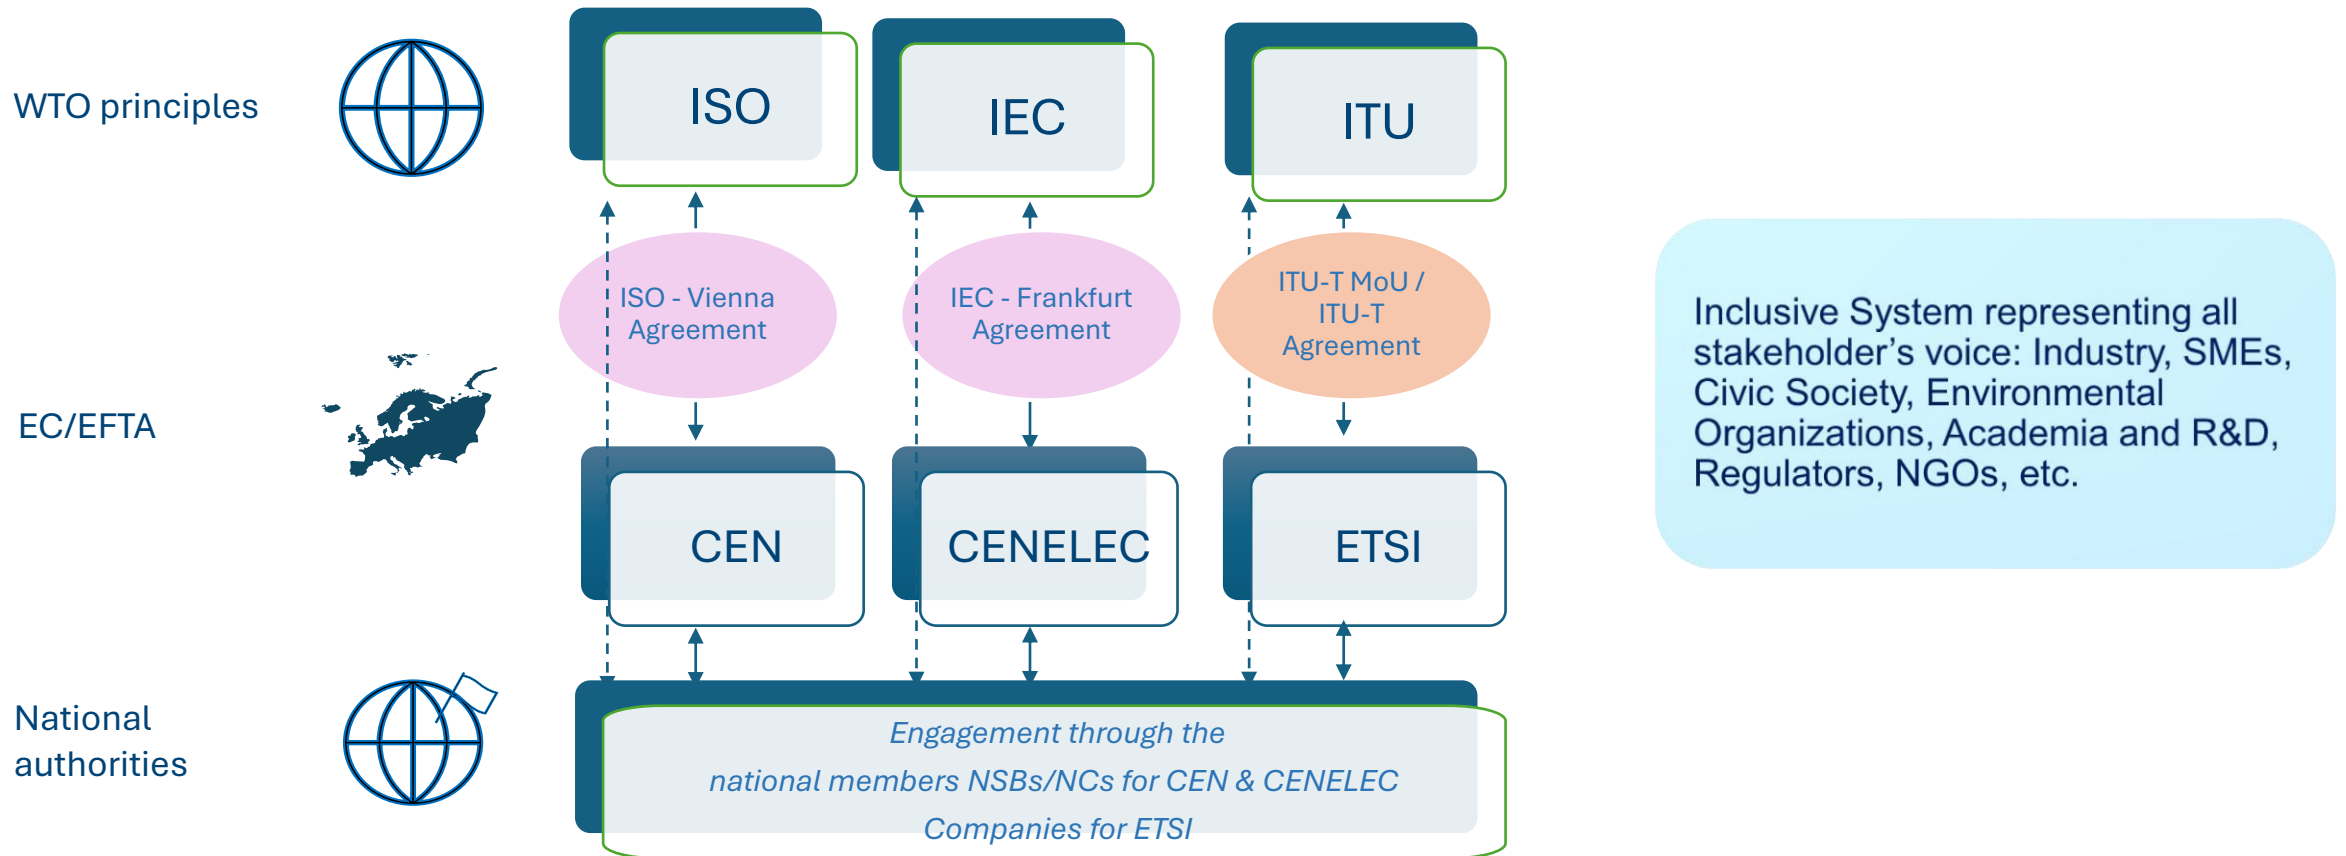 WTO principles
ISO
IEC
ITU
ISO - Vienna
Agreement
IEC - Frankfurt
Agreement
ITU-T MoU /
ITU-T
Agreement
EC/EFTA
CEN
CENELEC
ETSI
National
authorities
Engagement through the
national members NSBs/NCs for CEN & CENELEC
Companies for ETSI
Inclusive System representing all
stakeholder’s voice: Industry, SMEs,
Civic Society, Environmental
Organizations, Academia and R&D,
Regulators, NGOs, etc.